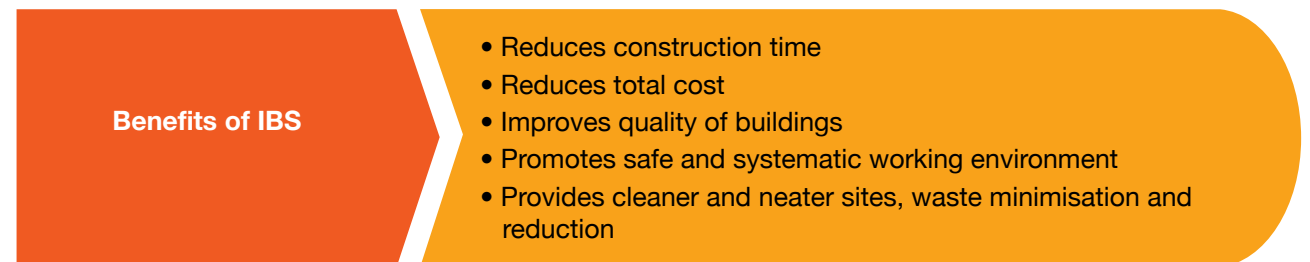 Benefits of IBS
• Reduces construction time
• Reduces total cost
• Improves quality of buildings
• Promotes safe and systematic working environment
• Provides cleaner and neater sites, waste minimisation and
reduction